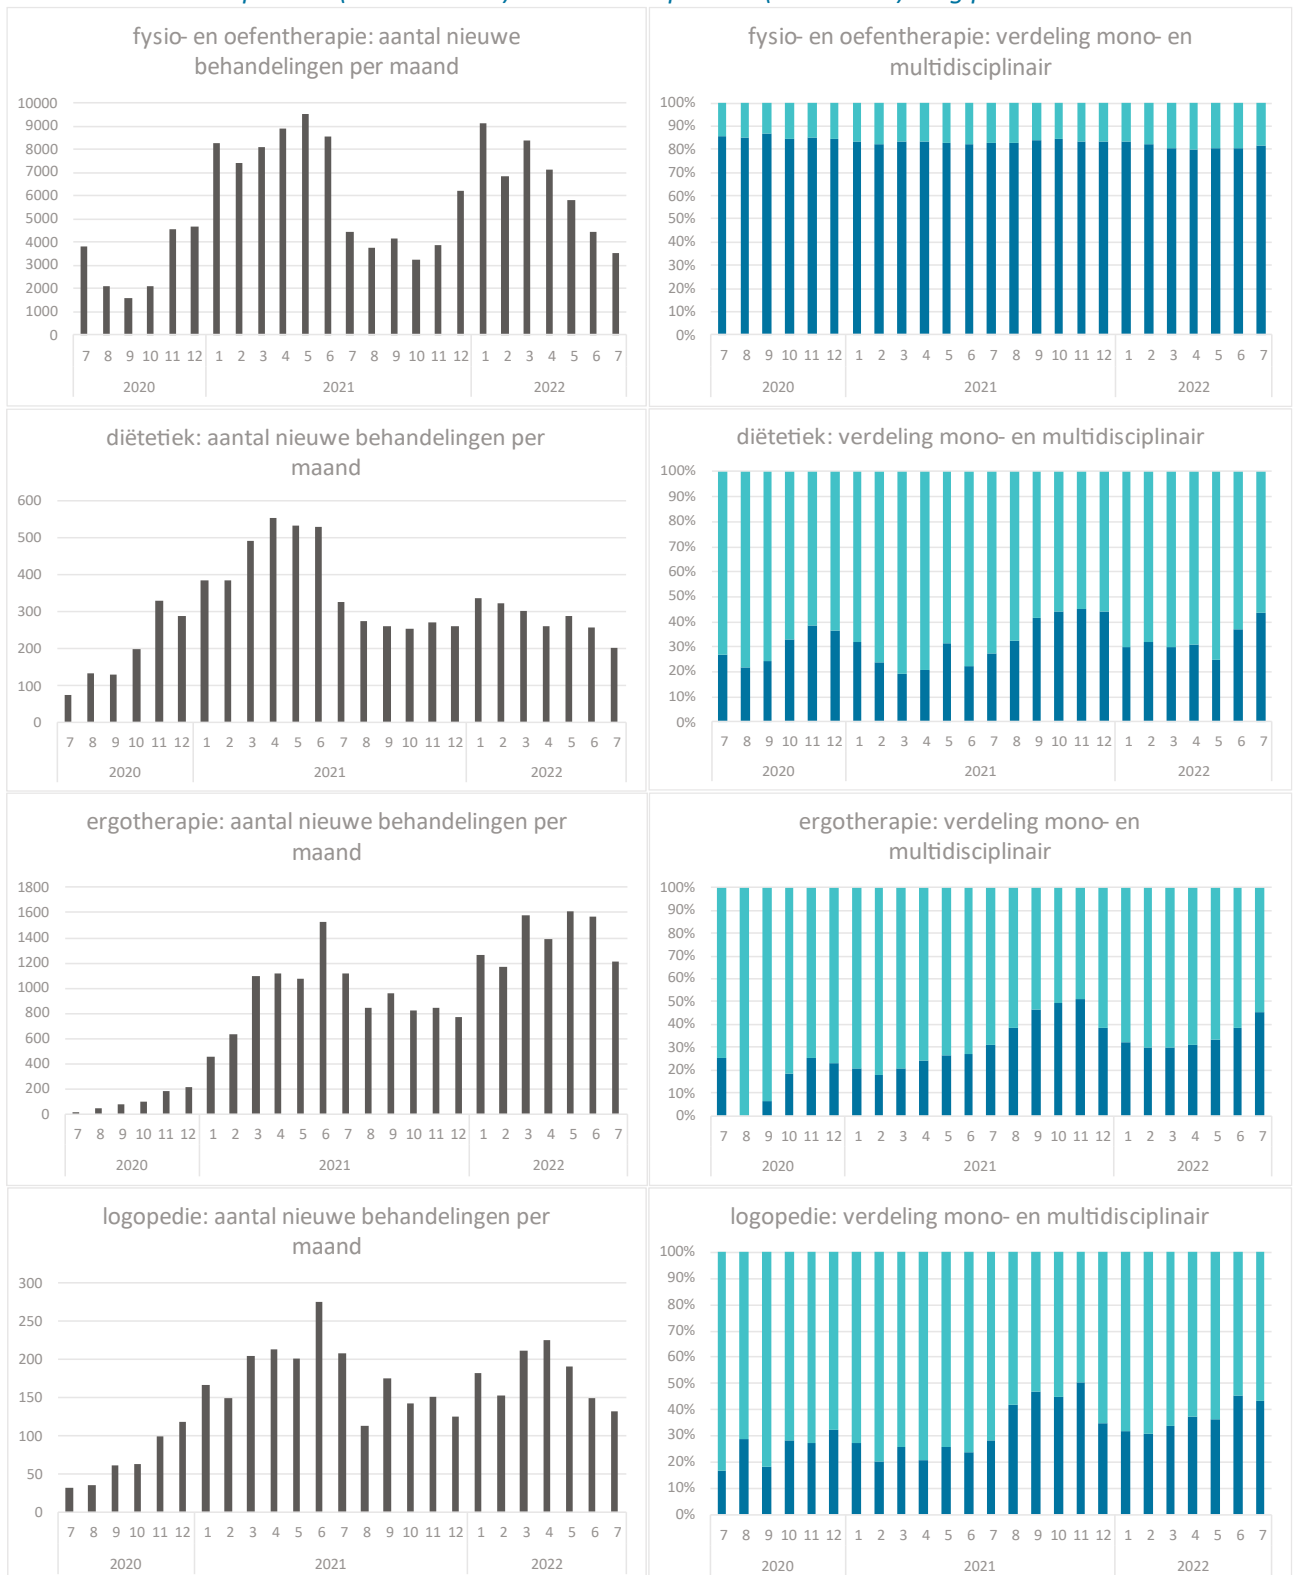 fysio- en oefentherapie: aantal nieuwe
behandelingen per maand
10000
9000
8000
7000
6000
5000
4000
3000
2000
1000
0
7 8 9 10 11 12 1 2 3 4 5 6 7 8 9 10 11 12 1 2 3 4 5 6 7
2020 2021 2022
fysio- en oefentherapie: verdeling mono- en
multidisciplinair
100%
90%
80%
70%
60%
50%
40%
30%
20%
10%
0%
7 8 9 10 11 12 1 2 3 4 5 6 7 8 9 10 11 12 1 2 3 4 5 6 7
2020 2021 2022
diëtetiek: aantal nieuwe behandelingen per
maand
600
500
400
300
200
100
0
7 8 9 10 11 12 1 2 3 4 5 6 7 8 9 10 11 12 1 2 3 4 5 6 7
2020 2021 2022
diëtetiek: verdeling mono- en multidisciplinair
100%
90%
80%
70%
60%
50%
40%
30%
20%
10%
0%
7 8 9 10 11 12 1 2 3 4 5 6 7 8 9 10 11 12 1 2 3 4 5 6 7
2020 2021 2022
ergotherapie: aantal nieuwe behandelingen per
maand
1800
1600
1400
1200
1000
800
600
400
200
0
7 8 9 10 11 12 1 2 3 4 5 6 7 8 9 10 11 12 1 2 3 4 5 6 7
2020 2021 2022
ergotherapie: verdeling mono- en
multidisciplinair
100%
90%
80%
70%
60%
50%
40%
30%
20%
10%
0%
7 8 9 10 11 12 1 2 3 4 5 6 7 8 9 10 11 12 1 2 3 4 5 6 7
2020 2021 2022
logopedie: aantal nieuwe behandelingen per
maand
300
250
200
150
100
50
0
7 8 9 10 11 12 1 2 3 4 5 6 7 8 9 10 11 12 1 2 3 4 5 6 7
2020 2021 2022
logopedie: verdeling mono- en multidisciplinair
100%
90%
80%
70%
60%
50%
40%
30%
20%
10%
0%
7 8 9 10 11 12 1 2 3 4 5 6 7 8 9 10 11 12 1 2 3 4 5 6 7
2020 2021 2022